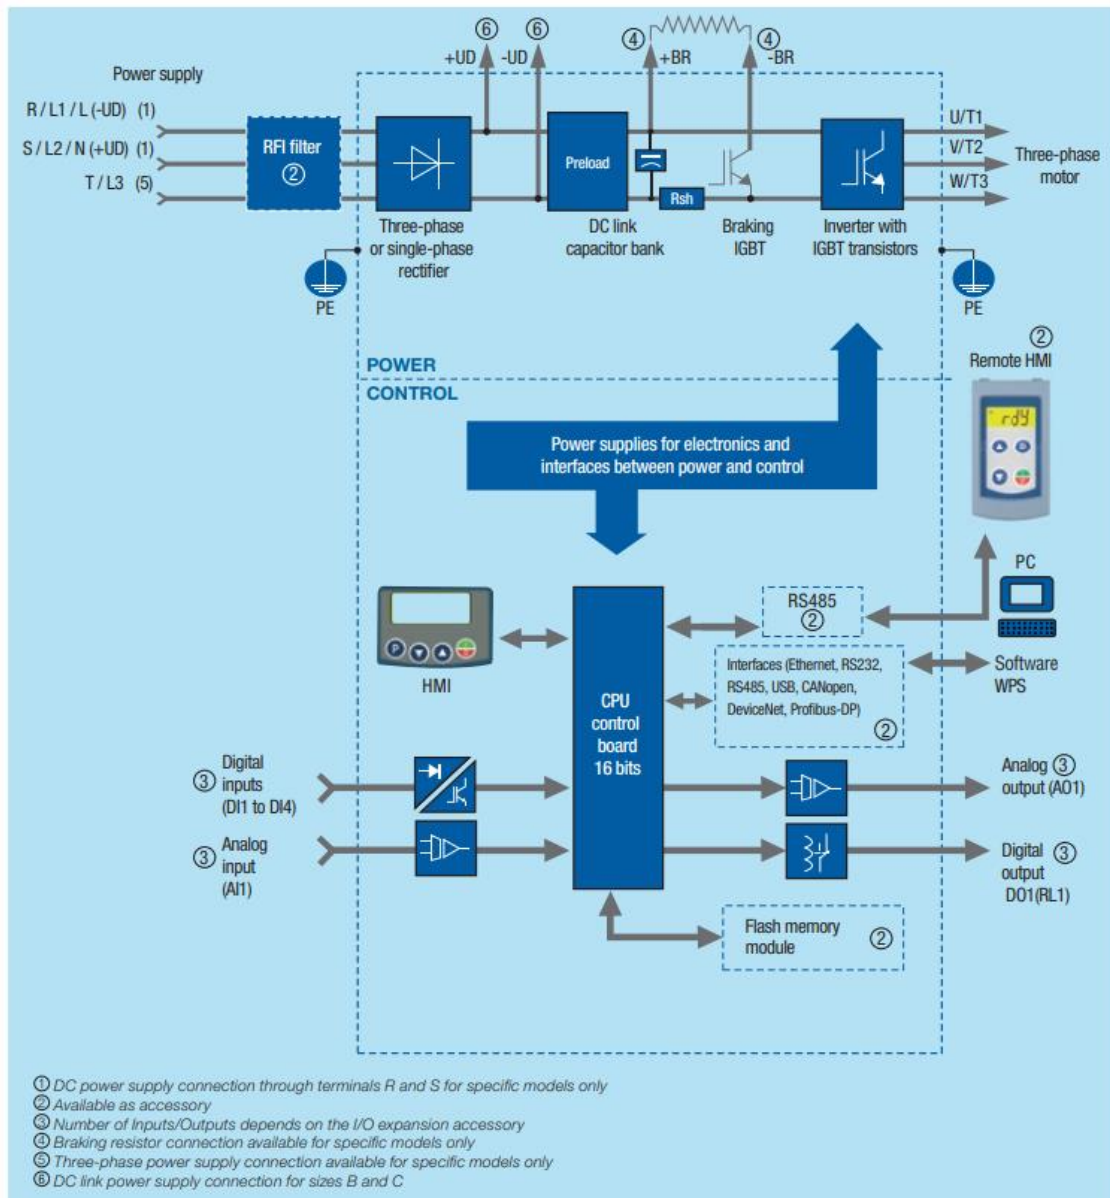 ⑥ ⑥ ④ ④
+UD -UD +BR -BR
Power supply
R / L1 / L (-UD) (1)
S / L2 / N (+UD) (1)
T / L3 (5)
RFI filter
②
Preload
Rsh
U/T1
V/T2
W/T3
Three-phase
motor
Three-phase
or single-phase
rectifier
DC link
capacitor bank
Braking
IGBT
Inverter with
IGBT transistors
PE
PE
POWER
CONTROL
②
Remote HMI
rdy
Power supplies for electronics and
interfaces between power and control
PC
RS485
②
P
HMI
CPU
control
board
16 bits
Interfaces (Ethernet, RS232,
RS485, USB, CANopen,
DeviceNet, Profibus-DP)
②
Software
WPS
③ Digital
inputs
(DI1 to DI4)
③ Analog
input
(AI1)
Analog ③
output (AO1)
Digital ③
output
DO1(RL1)
Flash memory
module ②
① DC power supply connection through terminals R and S for specific models only
② Available as accessory
③ Number of Inputs/Outputs depends on the I/O expansion accessory
④ Braking resistor connection available for specific models only
⑤ Three-phase power supply connection available for specific models only
⑥ DC link power supply connection for sizes B and C